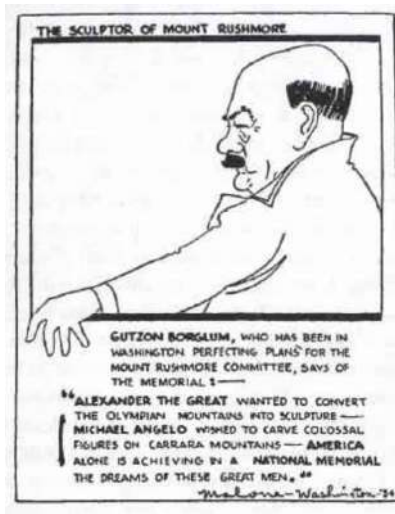 THE SCULPTOR OF MOUNT RUSHMORE
GUTZON BORGLUM, WHO HAS BEEN IN
WASHINGTON PERFECTING PLANS FOR THE
MOUNT RUSHMORE COMMITTEE, SAYS OF
THE MEMORIAL :—
"ALEXANDER THE GREAT WANTED TO CONVERT
THE OLYMPIAN MOUNTAINS INTO SCULPTURE —
MICHAEL ANGELO WISHED TO CARVE COLOSSAL
FIGURES ON CARRARA MOUNTAINS — AMERICA
ALONE IS ACHIEVING IN A NATIONAL MEMORIAL
THE DREAMS OF THESE GREAT MEN."
Malone-Washington-